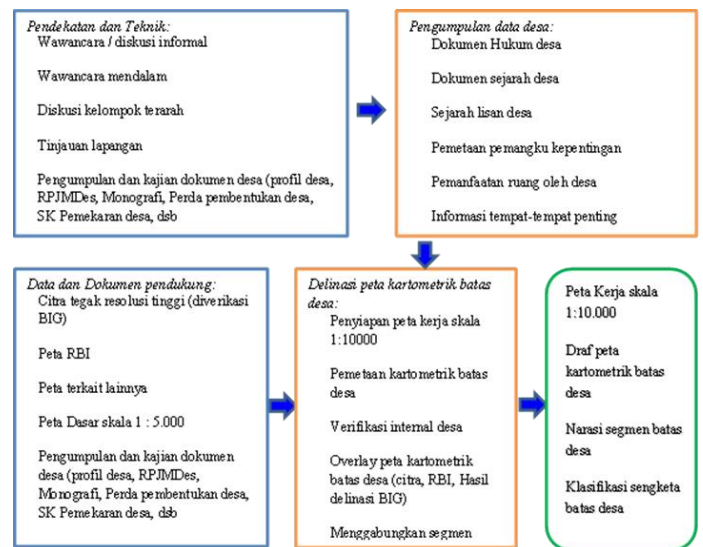 Pendekatan dan Teknik:
Wawancara / diskusi informal
Wawancara mendalam
Diskusi kelompok terarah
Tinjauan lapangan
Pengumpulan dan kajian dokumen desa (profil desa,
RPJMDes, Monografi, Perda pembentukan desa,
SK Pemekaran desa, dsb
Pengumpulan data desa:
Dokumen Hukum desa
Dokumen sejarah desa
Sejarah lisan desa
Pemetaan pemangku kepentingan
Pemanfaatan ruang oleh desa
Informasi tempat-tempat penting
Data dan Dokumen pendukung:
Citra tegak resolusi tinggi (diverikasi
BIG)
Peta RBI
Peta terkait lainnya
Peta Dasar skala 1 : 5.000
Pengumpulan dan kajian dokumen
desa (profil desa, RPJMDes,
Monografi, Perda pembentukan desa,
SK Pemekaran desa, dsb
Delinasi peta kartometrik batas
desa:
Penyiapan peta kerja skala
1:10000
Pemetaan kartometrik batas
desa
Verifikasi internal desa
Overlay peta kartometrik
batas desa (citra, RBI, Hasil
delinasi BIG)
Menggabungkan segmen
Peta Kerja skala
1:10.000
Draf peta
kartometrik batas
desa
Narasi segmen batas
desa
Klasifikasi sengketa
batas desa